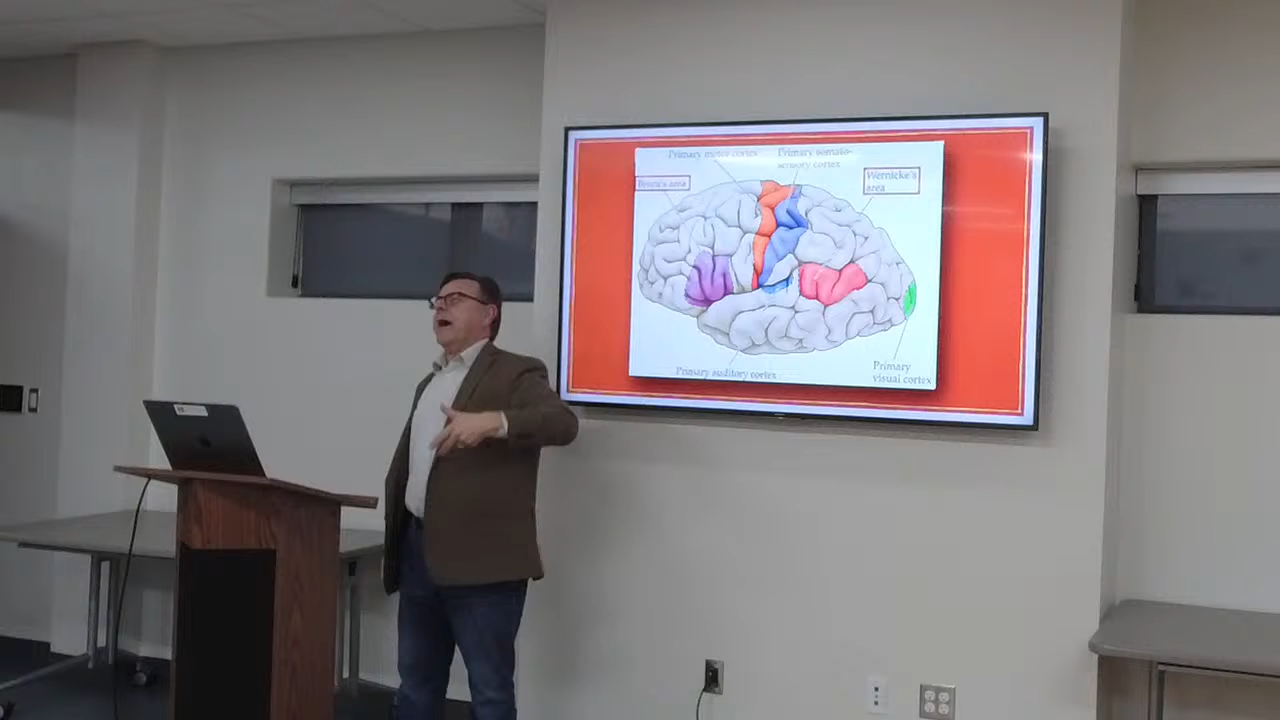 Primary motor cortex
Primary somato-
sensory cortex
Broca's area
Wernicke's
area
Primary auditory cortex
Primary
visual cortex